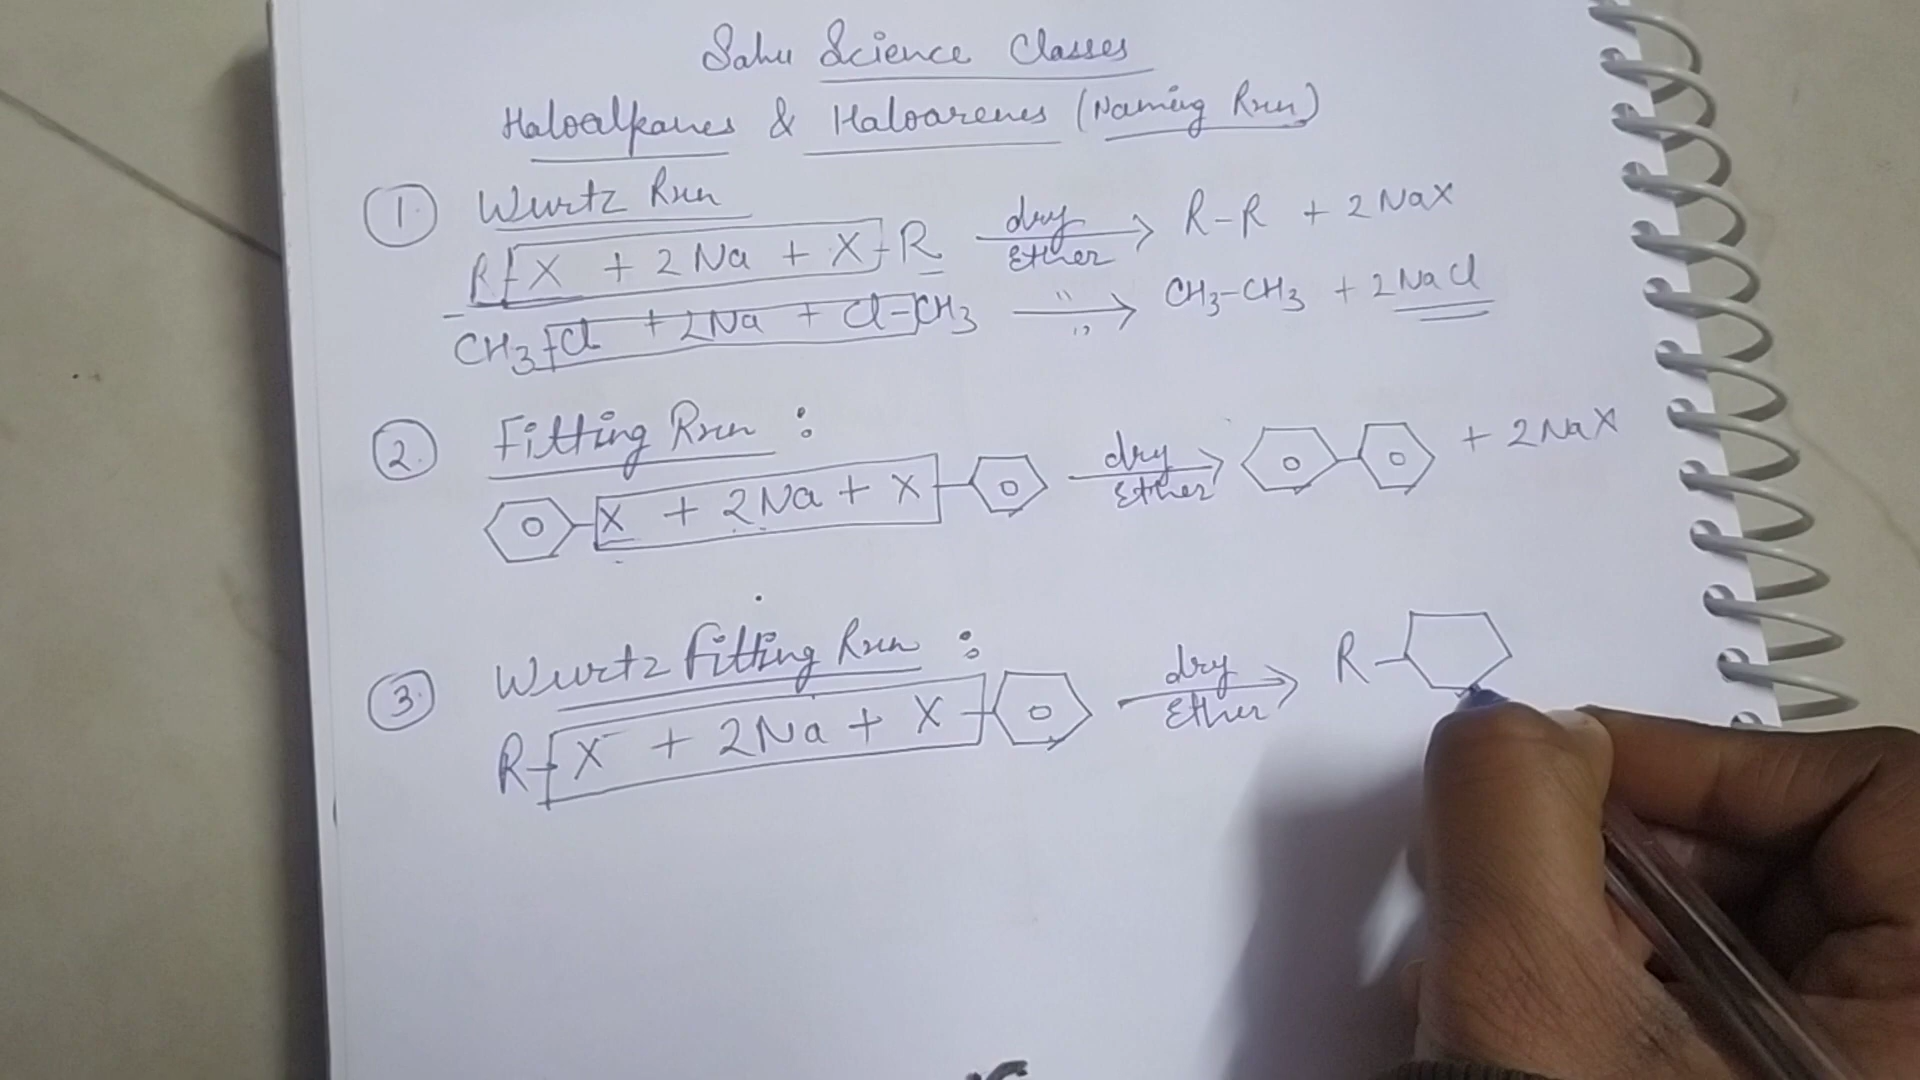 Sahu Science Classes
Haloalkanes & Haloarenes (Naming Rxn)
1. Wurtz Rxn
R-X + 2Na + X-R dry Ether → R-R + 2NaX
CH3-Cl + 2Na + Cl-CH3 " " → CH3-CH3 + 2NaCl
2. Fitting Rxn :
X + 2Na + X dry Ether → + 2NaX
3. Wurtz fitting Rxn :
R-X + 2Na + X dry Ether → R-